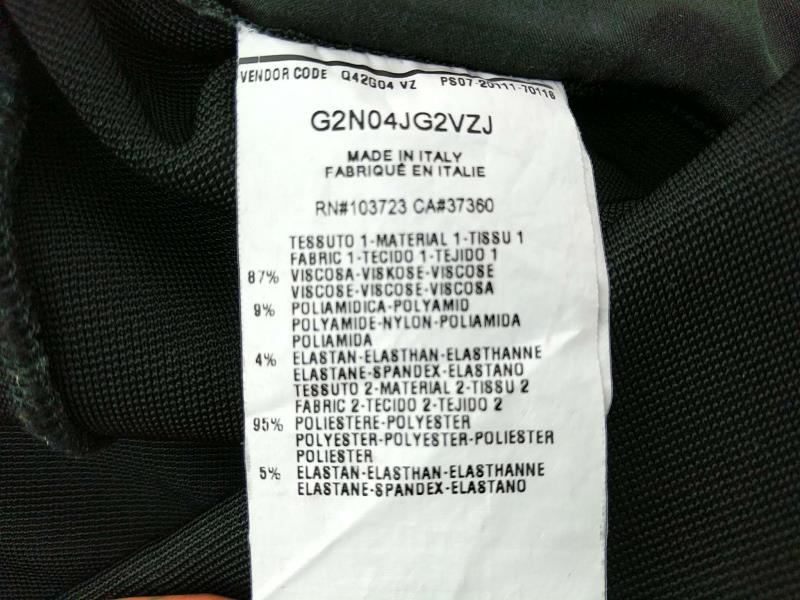 VENDOR CODE Q42G04 VZ PS07-20111-70116
G2N04JG2VZJ
MADE IN ITALY
FABRIQUÉ EN ITALIE
RN#103723 CA#37360
TESSUTO 1-MATERIAL 1-TISSU 1
FABRIC 1-TECIDO 1-TEJIDO 1
87% VISCOSA-VISKOSE-VISCOSE
VISCOSE-VISCOSE-VISCOSA
9% POLIAMIDICA-POLYAMID
POLYAMIDE-NYLON-POLIAMIDA
POLIAMIDA
4% ELASTAN-ELASTHAN-ELASTHANNE
ELASTANE-SPANDEX-ELASTANO
TESSUTO 2-MATERIAL 2-TISSU 2
FABRIC 2-TECIDO 2-TEJIDO 2
95% POLIESTERE-POLYESTER
POLYESTER-POLYESTER-POLIESTER
POLIESTER
5% ELASTAN-ELASTHAN-ELASTHANNE
ELASTANE-SPANDEX-ELASTANO